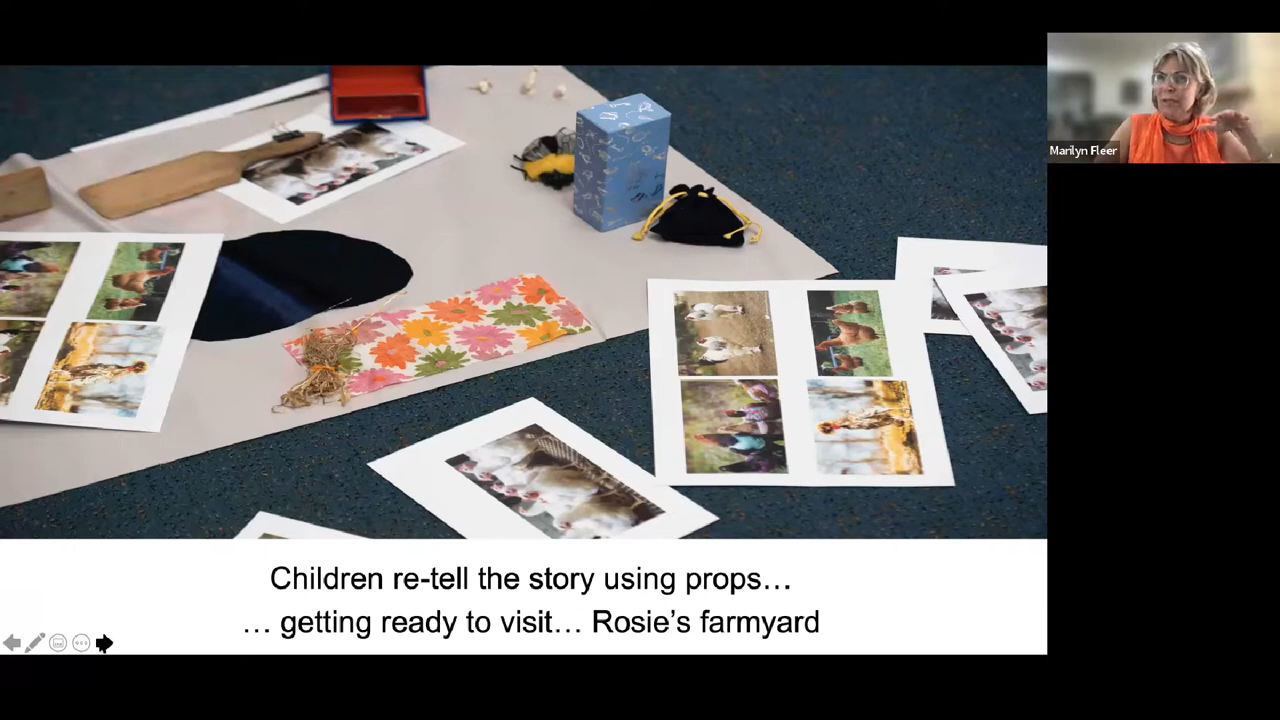 Marilyn Fleer
Children re-tell the story using props…
… getting ready to visit… Rosie’s farmyard